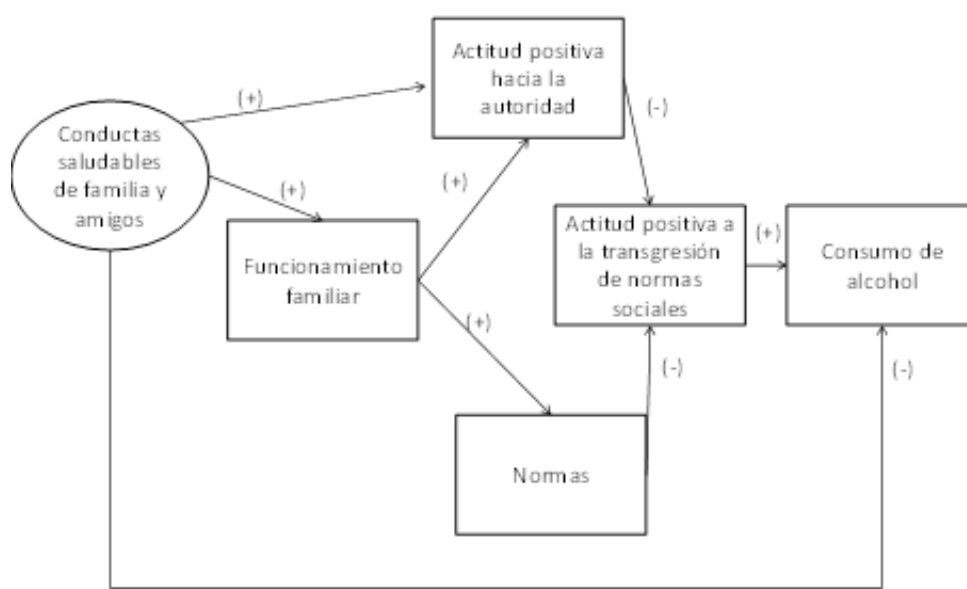 Actitud positiva
hacia la
autoridad
(+)
(-)
Conductas
saludables
de familia y
amigos
(+)
(+)
Funcionamiento
familiar
Actitud positiva a
la transgresión
de normas
sociales
(+)
Consumo de
alcohol
(+)
(-)
(-)
Normas